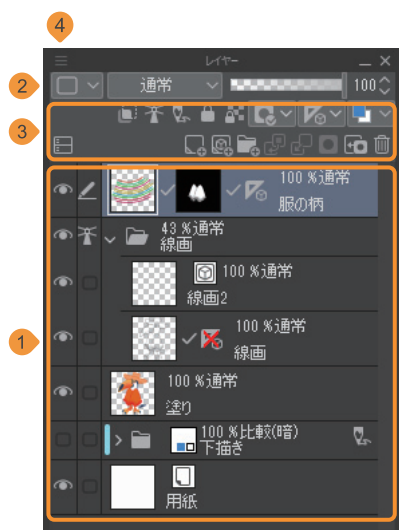 4
レイヤー
2
通常
100
3
100 %通常
服の柄
43 %通常
線画
100 %通常
線画2
1
100 %通常
線画
100 %通常
塗り
100 %比較(暗)
下描き
用紙